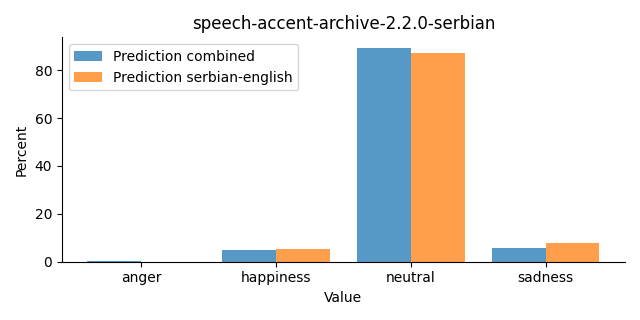 speech-accent-archive-2.2.0-serbian
Prediction combined
Prediction serbian-english
Percent
80
60
40
20
0
anger happiness neutral sadness
Value